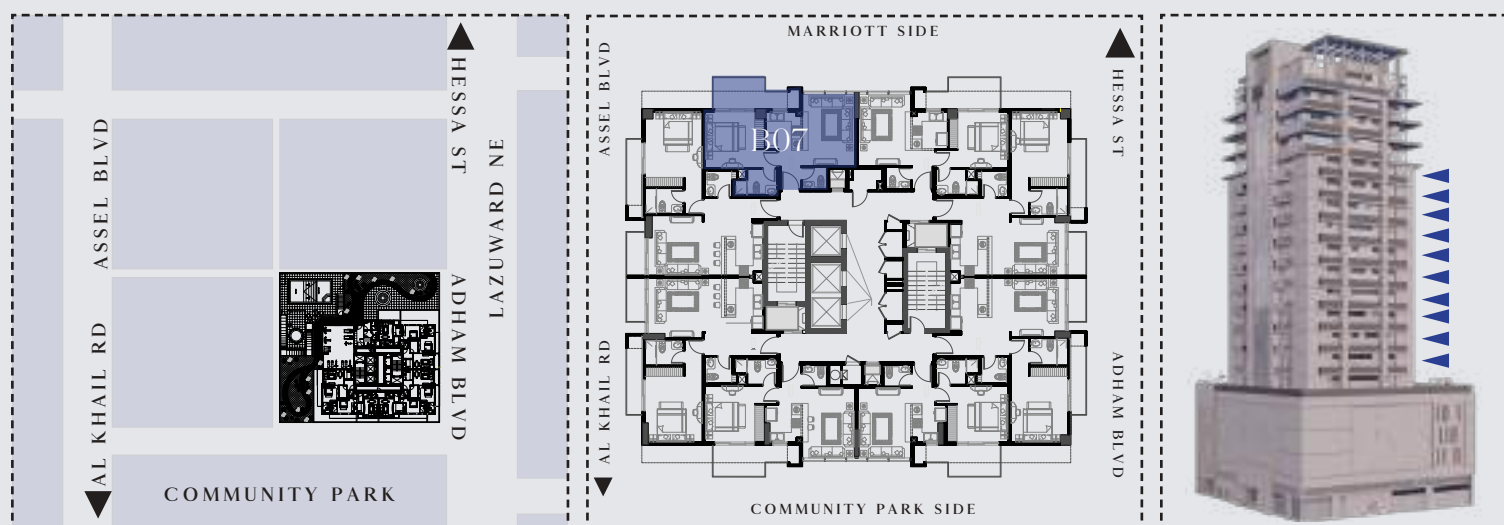 HESSA ST
ASSEL BLVD
LAZUWARD NE
ADHAM BLVD
AL KHAIL RD
COMMUNITY PARK
MARRIOTT SIDE
ASSEL BLVD
HESSA ST
B07
AL KHAIL RD
ADHAM BLVD
COMMUNITY PARK SIDE